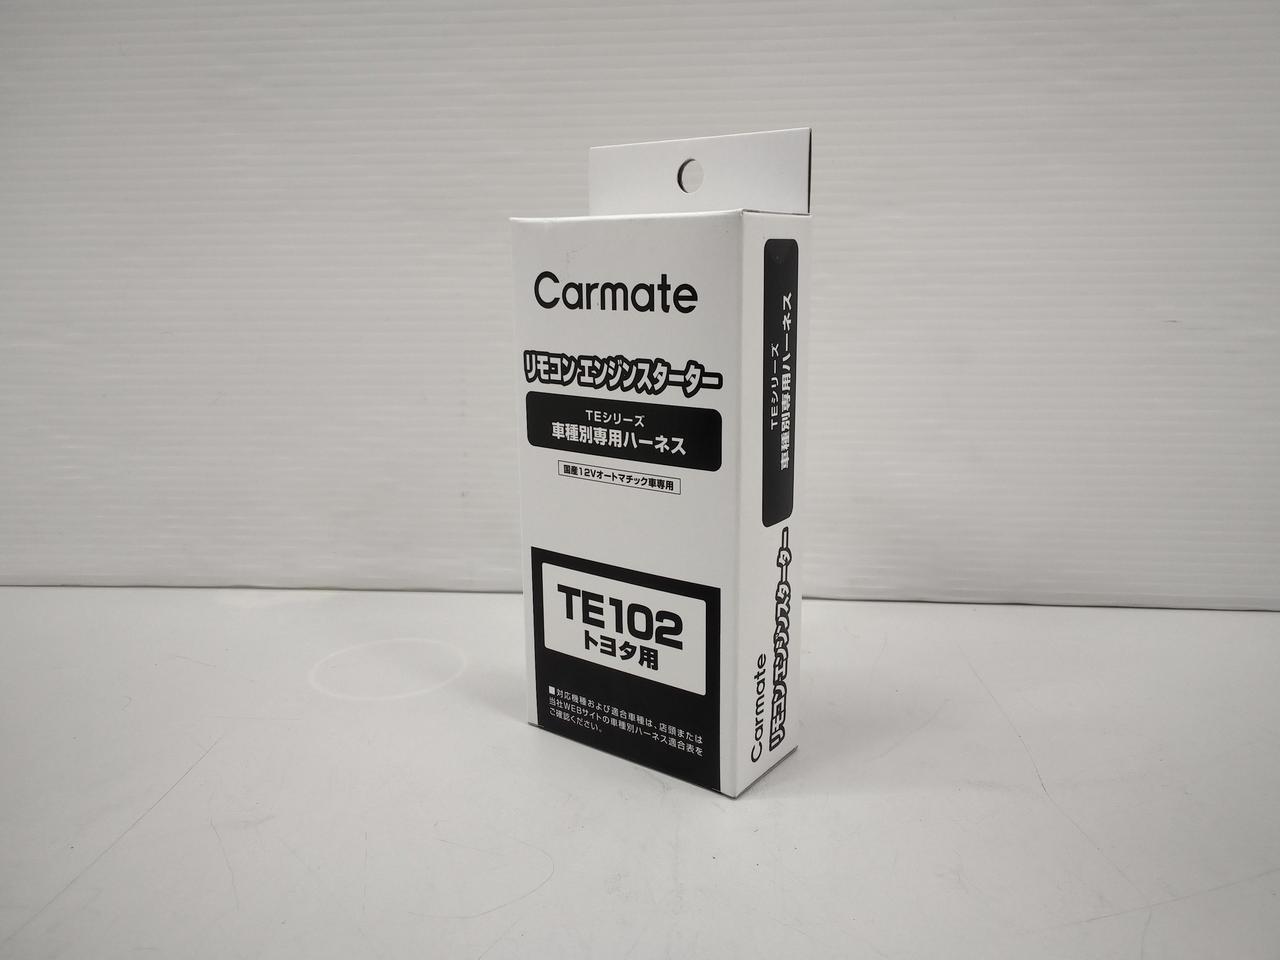 Carmate
リモコンエンジンスターター
TEシリーズ
車種別専用ハーネス
国産12Vオートマチック車専用
TE102
トヨタ用
■対応機種および適合車種は、店頭または
当社WEBサイトの車種別ハーネス適合表を
ご確認ください。
TEシリーズ
車種別専用ハーネス
Carmate
リモコンエンジンスターター